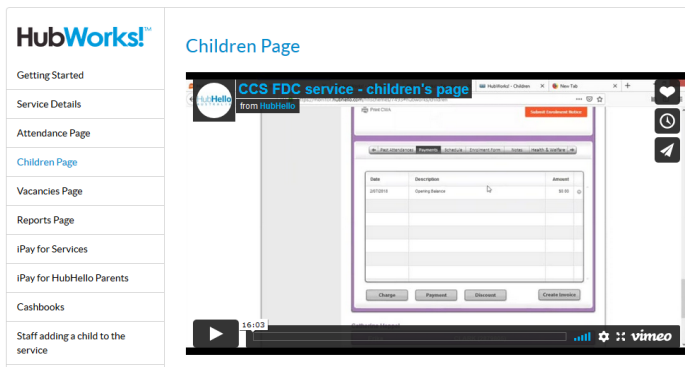 HubWorks!™
Getting Started
Service Details
Attendance Page
Children Page
Vacancies Page
Reports Page
iPay for Services
iPay for HubHello Parents
Cashbooks
Staff adding a child to the
service
Children Page
HubHello
CCS FDC service - children's page
from HubHello
HubWorks! - Children
New Tab
Print CWA
Submit Enrolment Notice
Past Attendances Payments Schedule Enrolment Form Notes Health & Welfare
Date Description Amount
2/07/2018 Opening Balance $0.00
Charge Payment Discount Create Invoice
16:03
vimeo